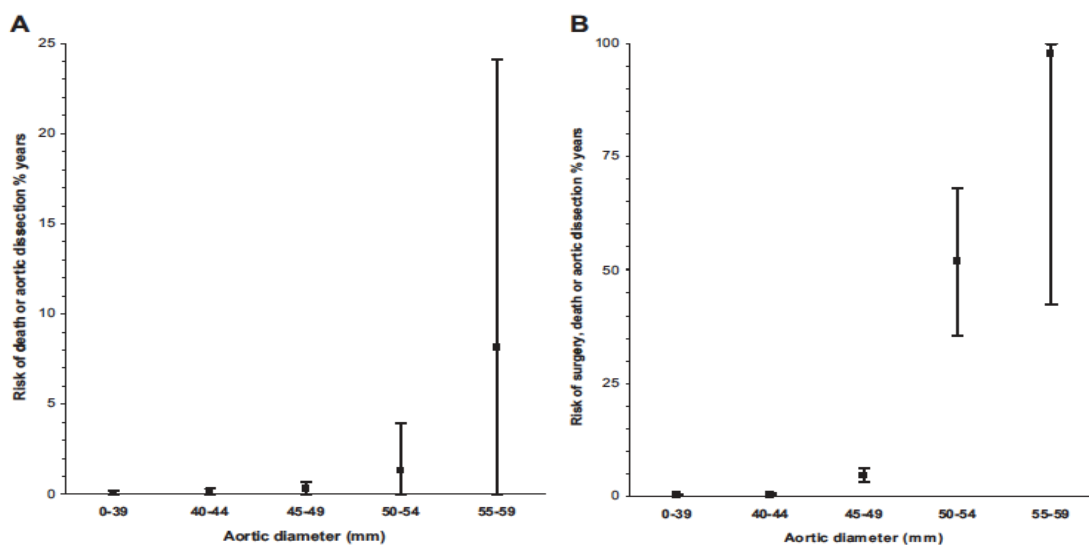 A
Risk of death or aortic dissection % years
25
20
15
10
5
0
0-39 40-44 45-49 50-54 55-59
Aortic diameter (mm)
B
Risk of surgery, death or aortic dissection % years
100
75
50
25
0
0-39 40-44 45-49 50-54 55-59
Aortic diameter (mm)